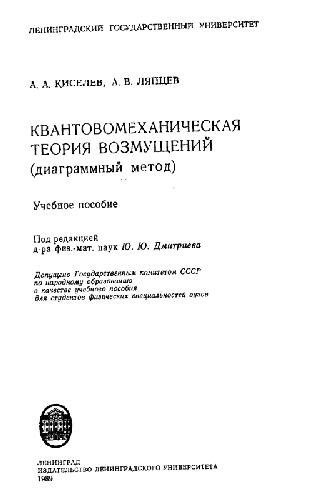 ЛЕНИНГРАДСКИЙ ГОСУДАРСТВЕННЫЙ УНИВЕРСИТЕТ
А. А. КИСЕЛЕВ, А. В. ЛЯПЦЕВ
КВАНТОВОМЕХАНИЧЕСКАЯ
ТЕОРИЯ ВОЗМУЩЕНИЙ
(диаграммный метод)
Учебное пособие
Под редакцией
д-ра физ.-мат. наук Ю. Ю. Дмитриева
Допущено Государственным комитетом СССР
по народному образованию
в качестве учебного пособия
для студентов физических специальностей вузов
ЛЕНИНГРАД
ИЗДАТЕЛЬСТВО ЛЕНИНГРАДСКОГО УНИВЕРСИТЕТА
1989